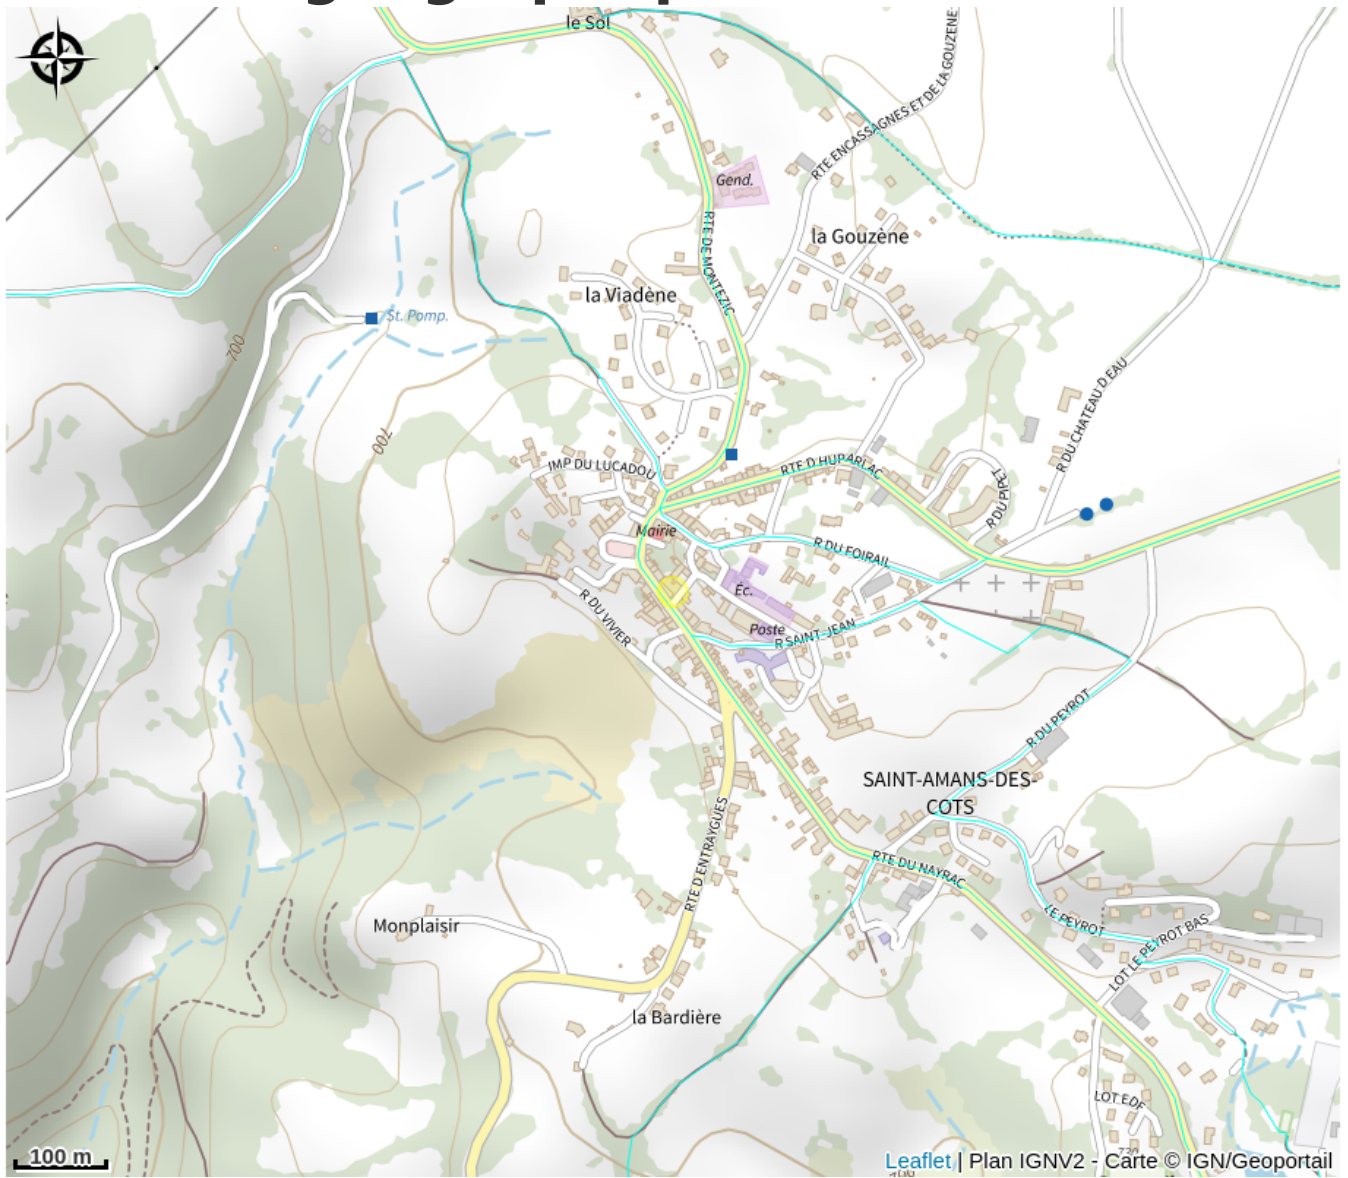 le Sol
RTE ENCASSAGNES ET DE LA GOUZENE
Gend.
RTE DE MONTEZIC
la Gouzène
la Viadène
St. Pomp.
700
700
R DU CHATEAU D EAU
IMP DU LUCADOU
RTE D HUPARLAC
R DU PIPET
Mairie
R DU FOIRAIL
Éc.
R DU VIVIER
Poste
R SAINT-JEAN
R DU PEYROT
SAINT-AMANS-DES-
COTS
RTE D'ENTRAYGUES
RTE DU NAYRAC
Monplaisir
LE PEYROT
LOT LE PEYROT BAS
la Bardière
LOT EDF
730
100 m
Leaflet | Plan IGNV2 - Carte © IGN/Geoportail